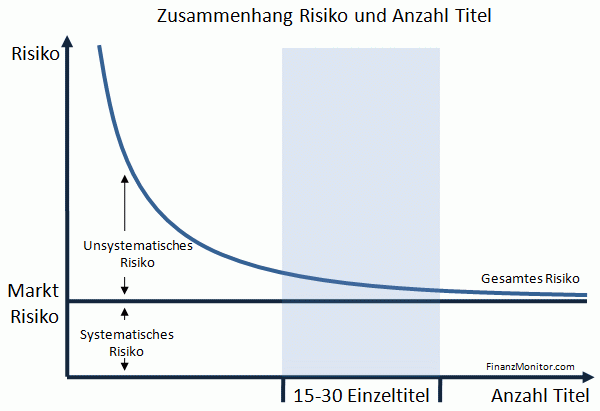 Zusammenhang Risiko und Anzahl Titel
Risiko
Unsystematisches
Risiko
Gesamtes Risiko
Markt
Risiko
Systematisches
Risiko
FinanzMonitor.com
15-30 Einzeltitel
Anzahl Titel